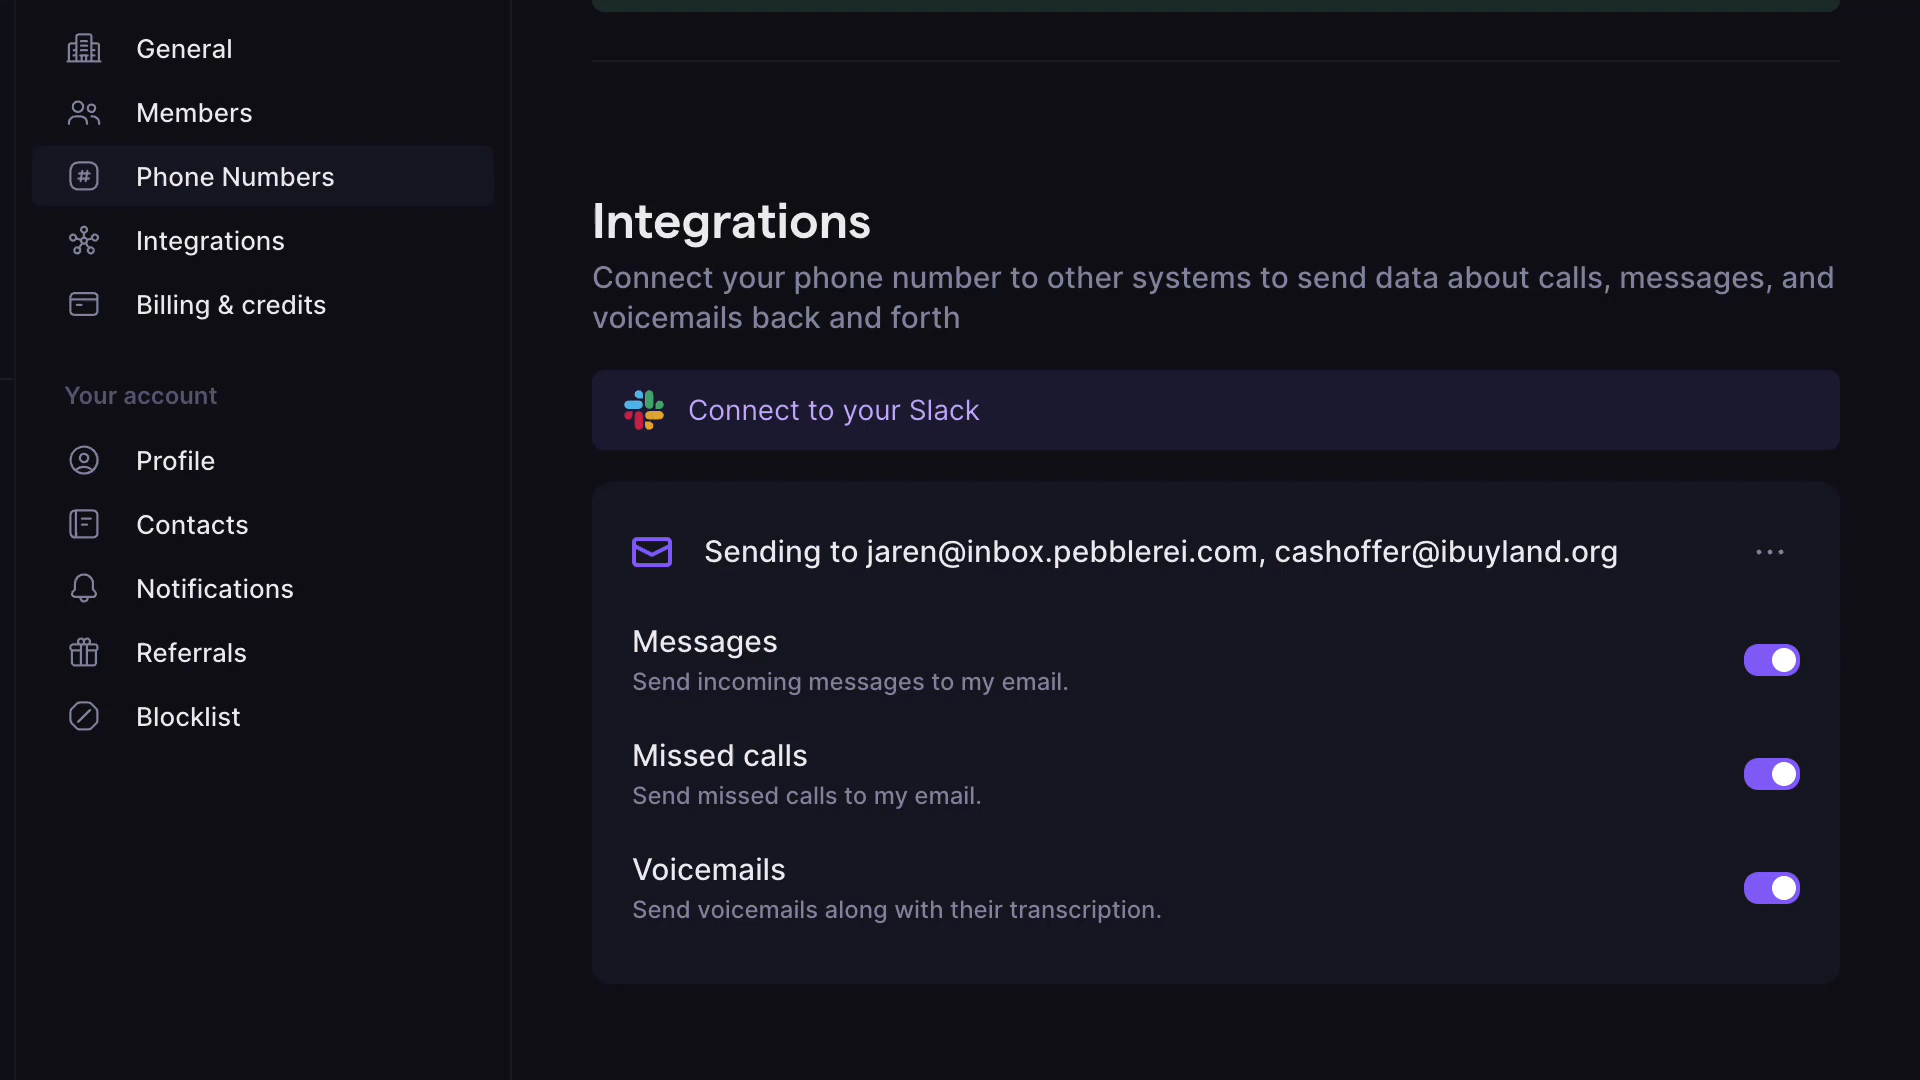 General
Members
Phone Numbers
Integrations
Billing & credits
Your account
Profile
Contacts
Notifications
Referrals
Blocklist
Integrations
Connect your phone number to other systems to send data about calls, messages, and
voicemails back and forth
Connect to your Slack
Sending to jaren@inbox.pebblerei.com, cashoffer@ibuyland.org
Messages
Send incoming messages to my email.
Missed calls
Send missed calls to my email.
Voicemails
Send voicemails along with their transcription.